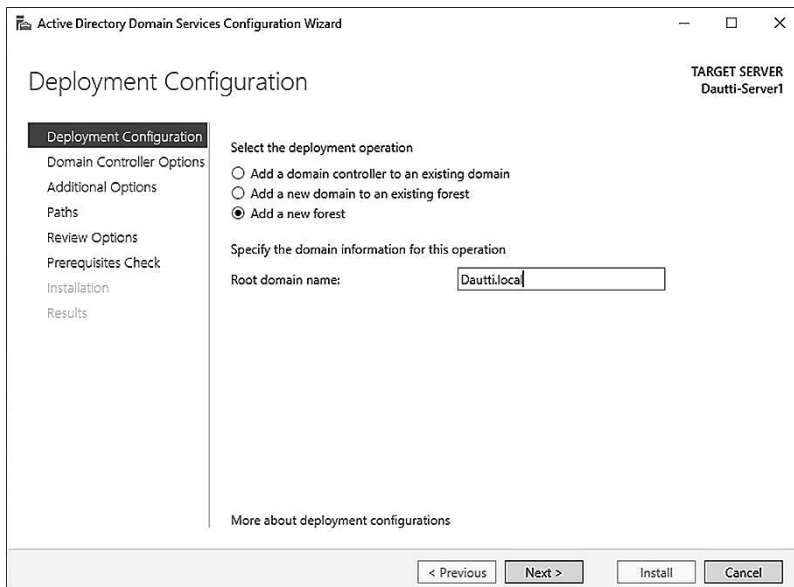 Active Directory Domain Services Configuration Wizard
Deployment Configuration
TARGET SERVER
Dautti-Server1
Deployment Configuration
Domain Controller Options
Additional Options
Paths
Review Options
Prerequisites Check
Installation
Results
Select the deployment operation
Add a domain controller to an existing domain
Add a new domain to an existing forest
Add a new forest
Specify the domain information for this operation
Root domain name: Dautti.local
More about deployment configurations
< Previous Next > Install Cancel